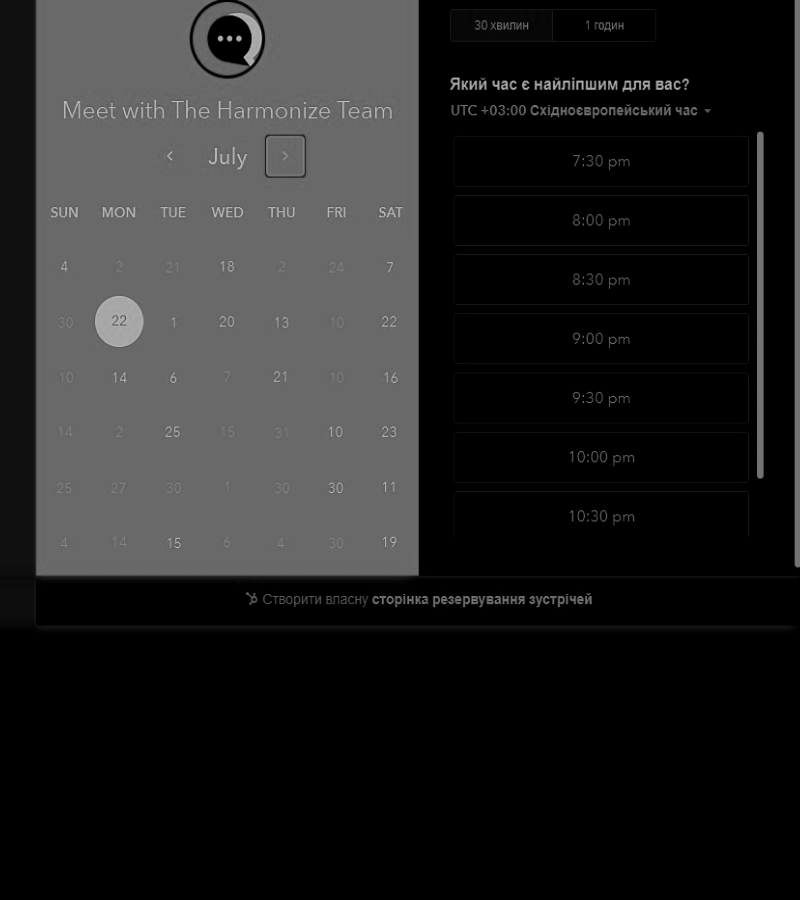 Meet with The Harmonize Team
July
SUN MON TUE WED THU FRI SAT
4 2 21 18 2 24 7
30 22 1 20 13 10 22
10 14 6 7 21 10 16
14 2 25 15 31 10 23
25 27 30 1 30 30 11
4 14 15 6 4 30 19
30 хвилин 1 годин
Який час є найліпшим для вас?
UTC +03:00 Східноєвропейський час
7:30 pm
8:00 pm
8:30 pm
9:00 pm
9:30 pm
10:00 pm
10:30 pm
Створити власну сторінка резервування зустрічей